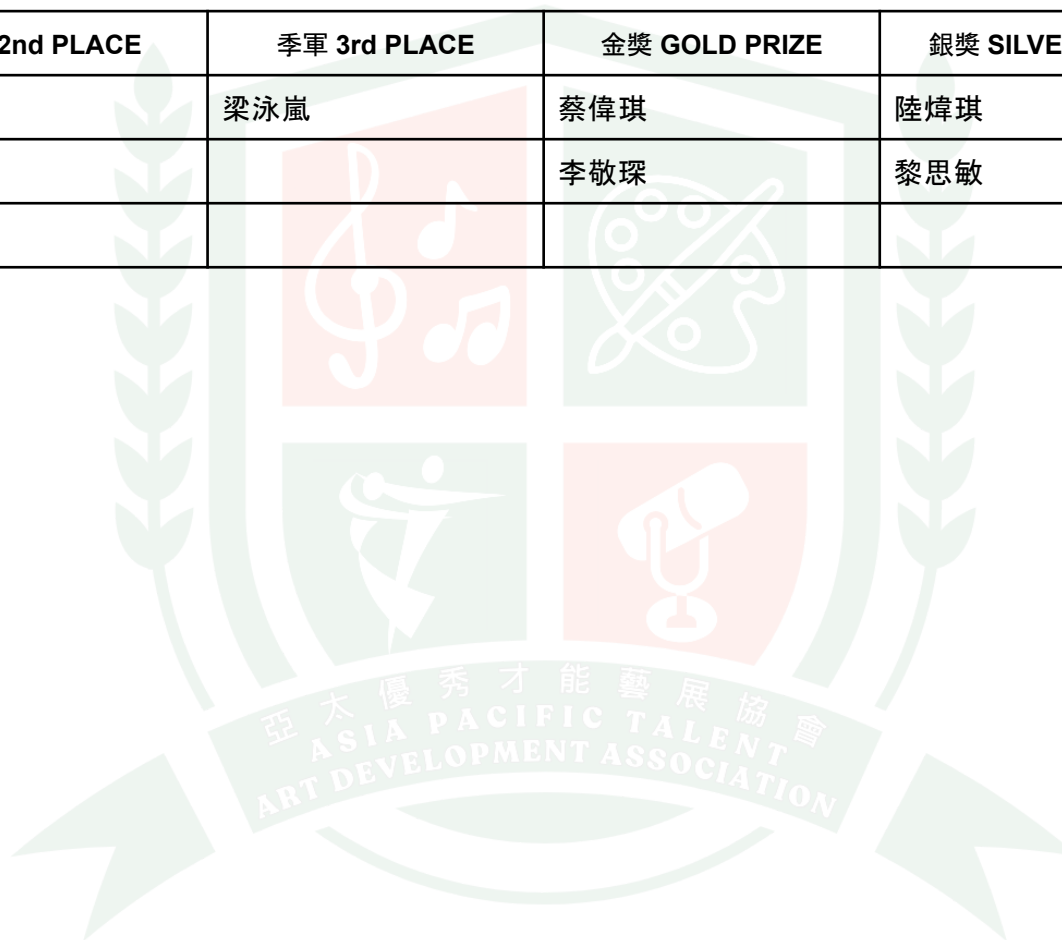 2nd PLACE 季軍 3rd PLACE 金獎 GOLD PRIZE 銀獎 SILVE
梁泳嵐 蔡偉琪 陸煒琪
李敬琛 黎思敏
亞太優秀才能藝展協會
ASIA PACIFIC TALENT
ART DEVELOPMENT ASSOCIATION